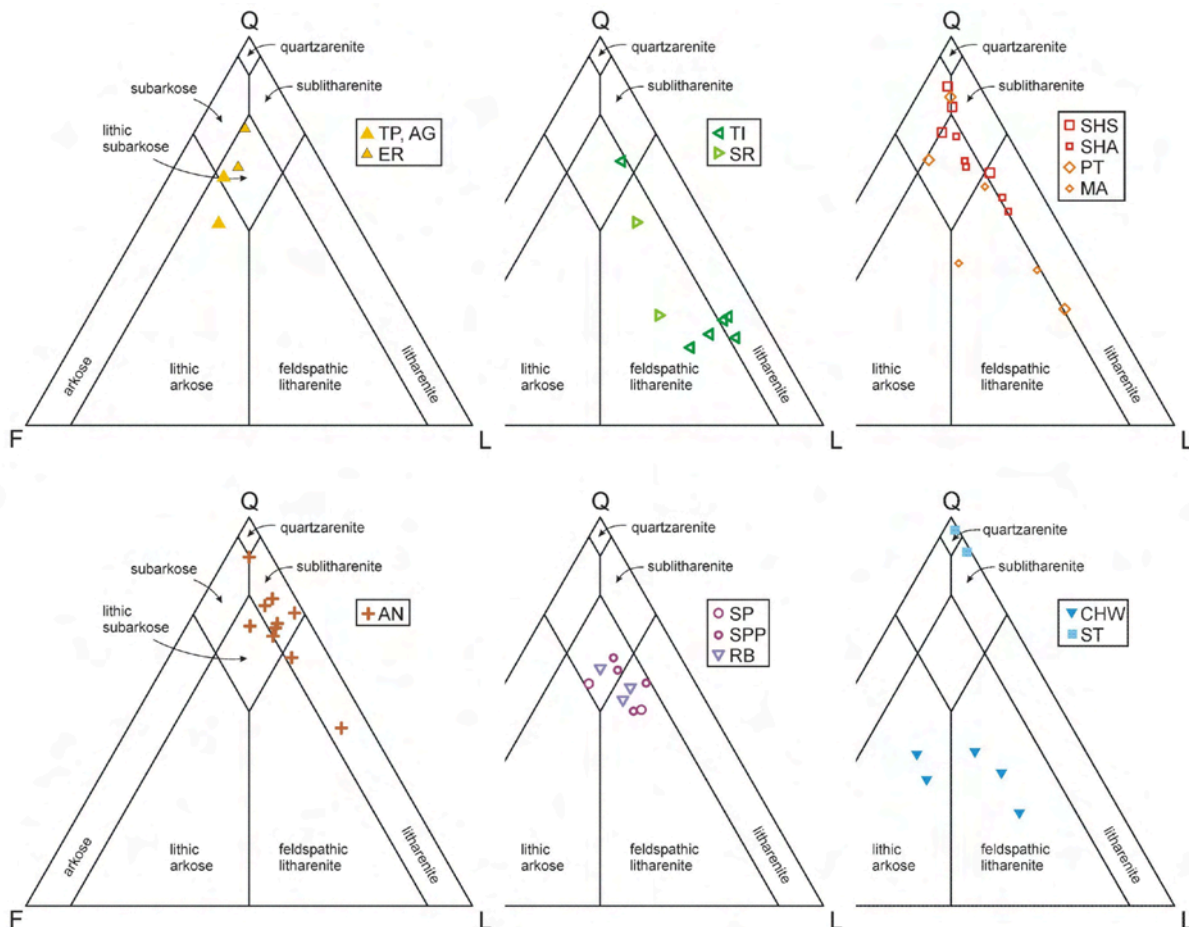 Q
quartzarenite
subarkose
sublitharenite
lithic
subarkose
TP, AG
ER
arkose
lithic
arkose
feldspathic
litharenite
litharenite
F
L
Q
quartzarenite
sublitharenite
TI
SR
lithic
arkose
feldspathic
litharenite
litharenite
L
Q
quartzarenite
sublitharenite
SHS
SHA
PT
MA
lithic
arkose
feldspathic
litharenite
litharenite
L
Q
quartzarenite
subarkose
sublitharenite
lithic
subarkose
AN
arkose
lithic
arkose
feldspathic
litharenite
litharenite
F
L
Q
quartzarenite
sublitharenite
SP
SPP
RB
lithic
arkose
feldspathic
litharenite
litharenite
L
Q
quartzarenite
sublitharenite
CHW
ST
lithic
arkose
feldspathic
litharenite
litharenite
L